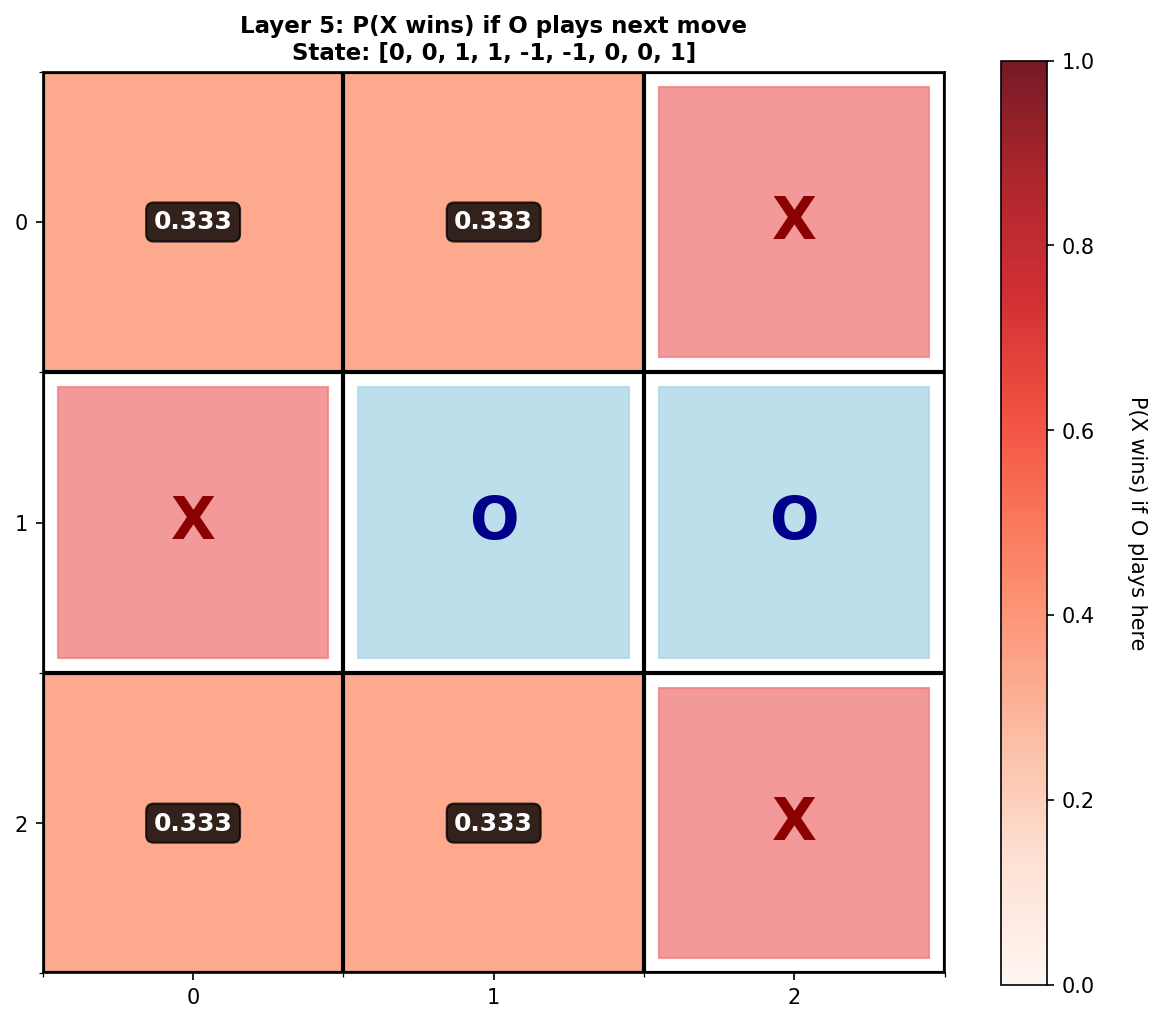 Layer 5: P(X wins) if O plays next move
State: [0, 0, 1, 1, -1, -1, 0, 0, 1]
0
0.333
0.333
X
1
X
O
O
2
0.333
0.333
X
0
1
2
1.0
0.8
0.6
0.4
0.2
0.0
P(X wins) if O plays here